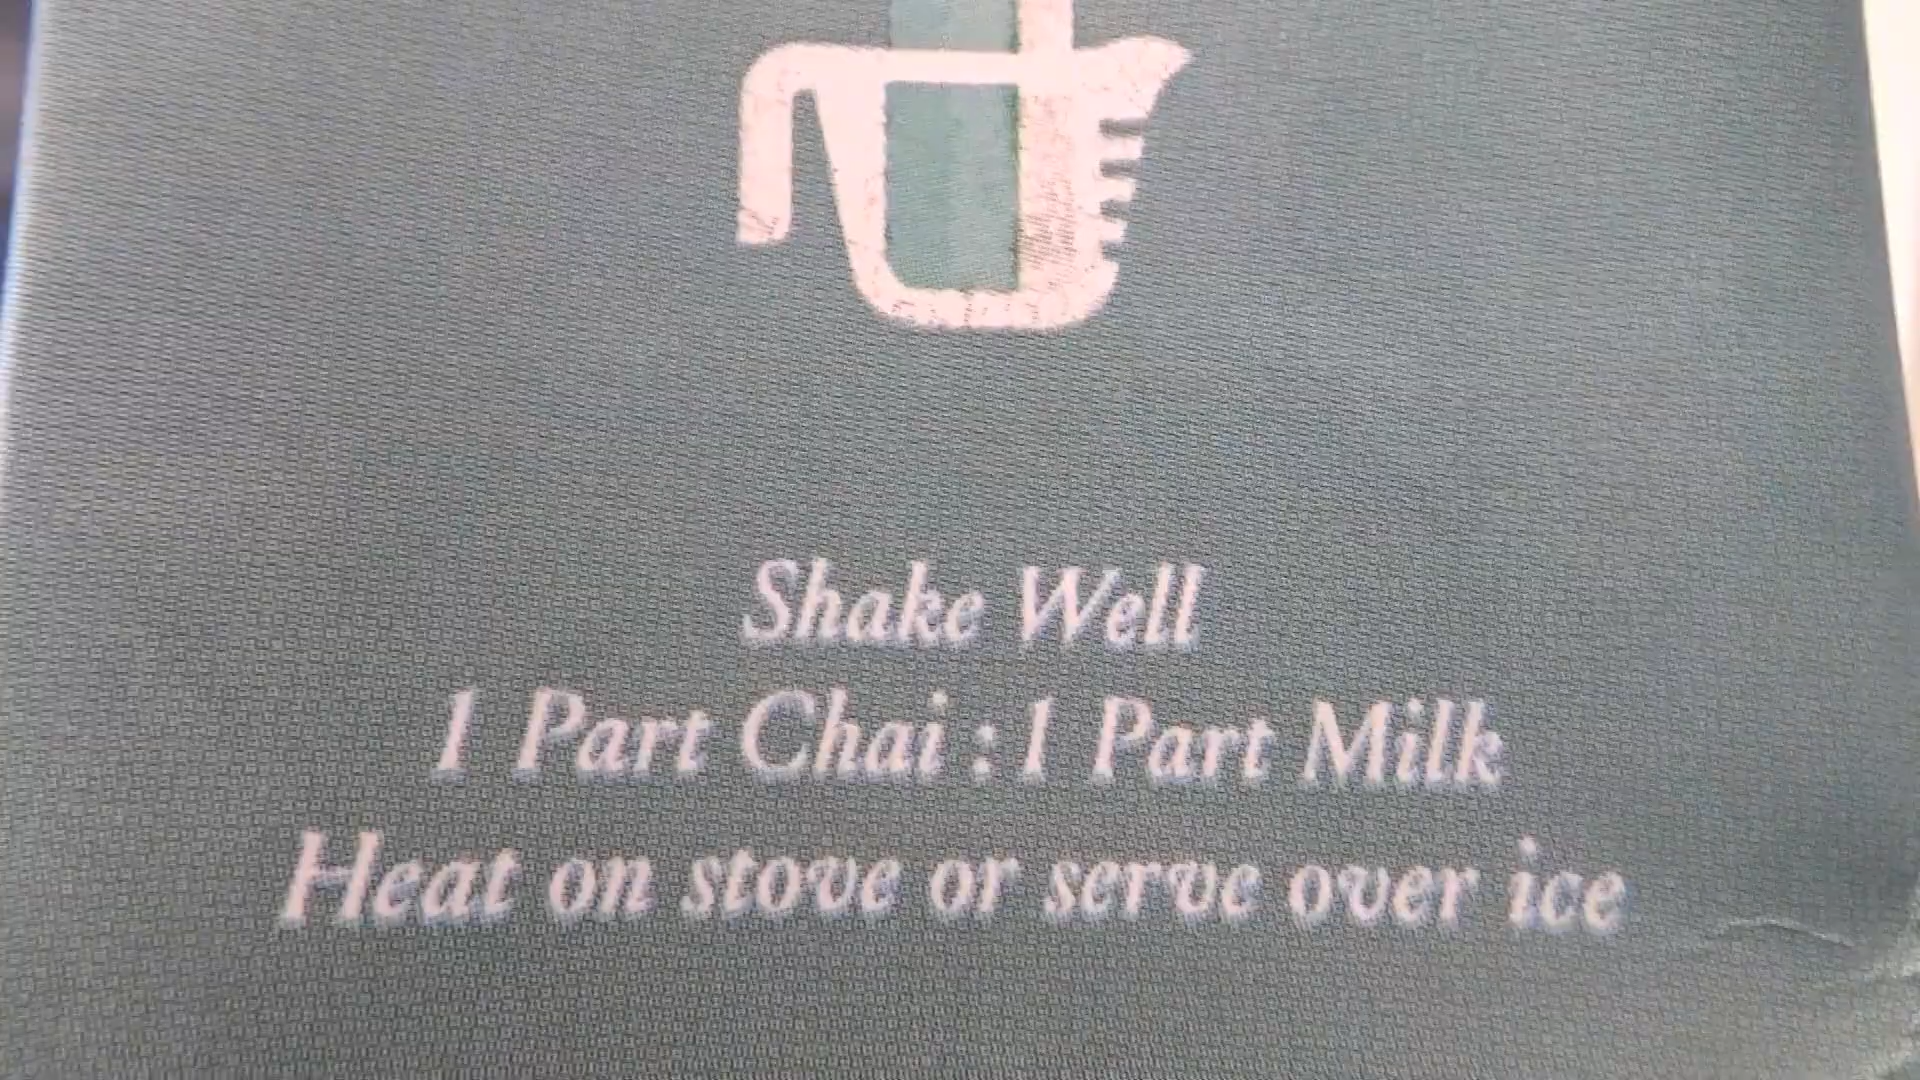 Shake Well
1 Part Chai : 1 Part Milk
Heat on stove or serve over ice